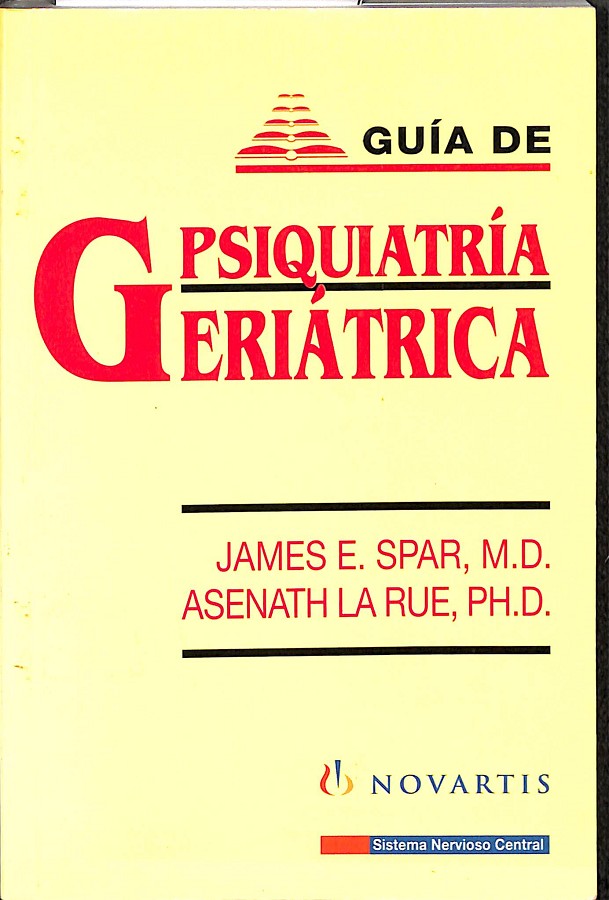 GUÍA DE
PSIQUIATRÍA
GERIÁTRICA
JAMES E. SPAR, M.D.
ASENATH LA RUE, PH.D.
NOVARTIS
Sistema Nervioso Central